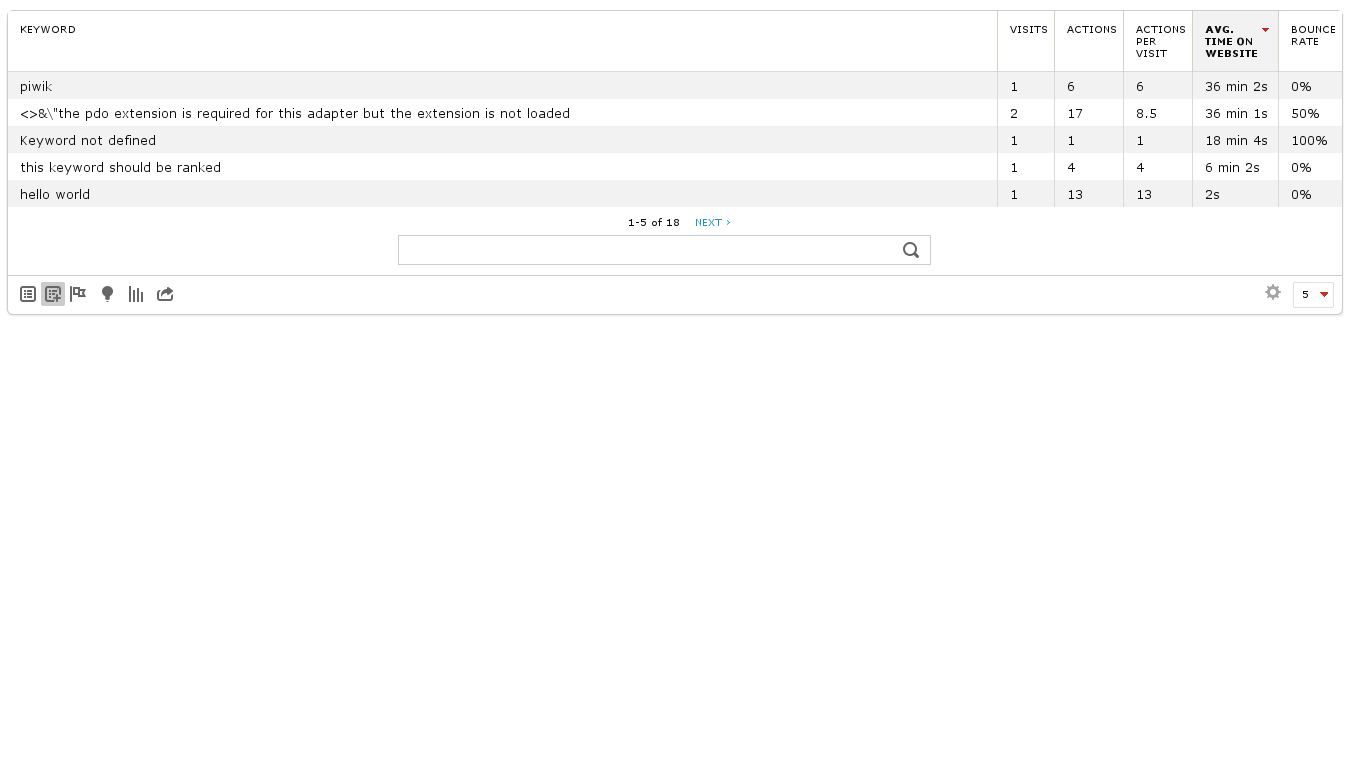 KEYWORD VISITS ACTIONS ACTIONS PER VISIT AVG. TIME ON WEBSITE BOUNCE RATE
piwik 1 6 6 36 min 2s 0%
<>&\"the pdo extension is required for this adapter but the extension is not loaded 2 17 8.5 36 min 1s 50%
Keyword not defined 1 1 1 18 min 4s 100%
this keyword should be ranked 1 4 4 6 min 2s 0%
hello world 1 13 13 2s 0%
1-5 of 18 NEXT ›
5